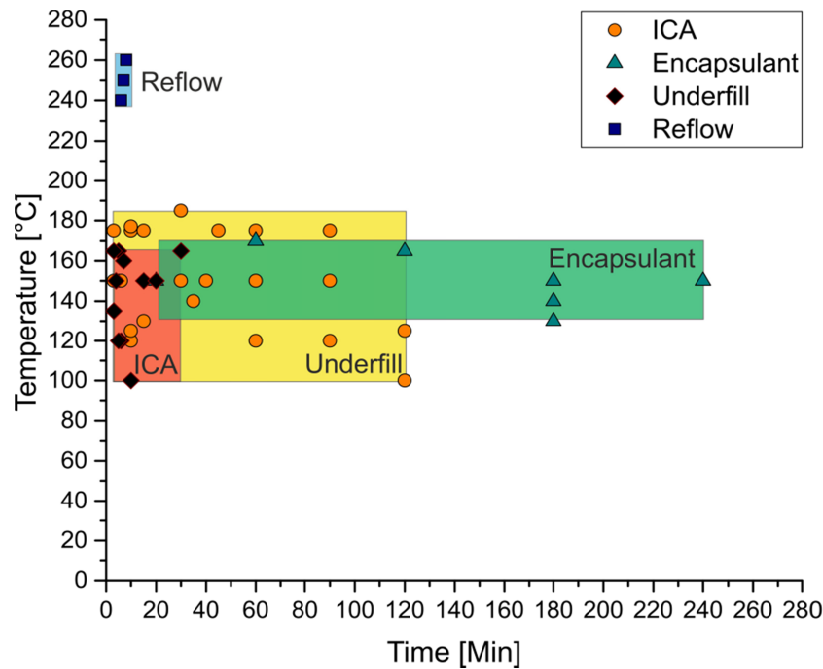 280
260
240
220
200
180
160
140
120
100
80
60
40
20
0
Temperature [°C]
ICA
Encapsulant
Underfill
Reflow
Reflow
Encapsulant
ICA
Underfill
0 20 40 60 80 100 120 140 160 180 200 220 240 260 280
Time [Min]